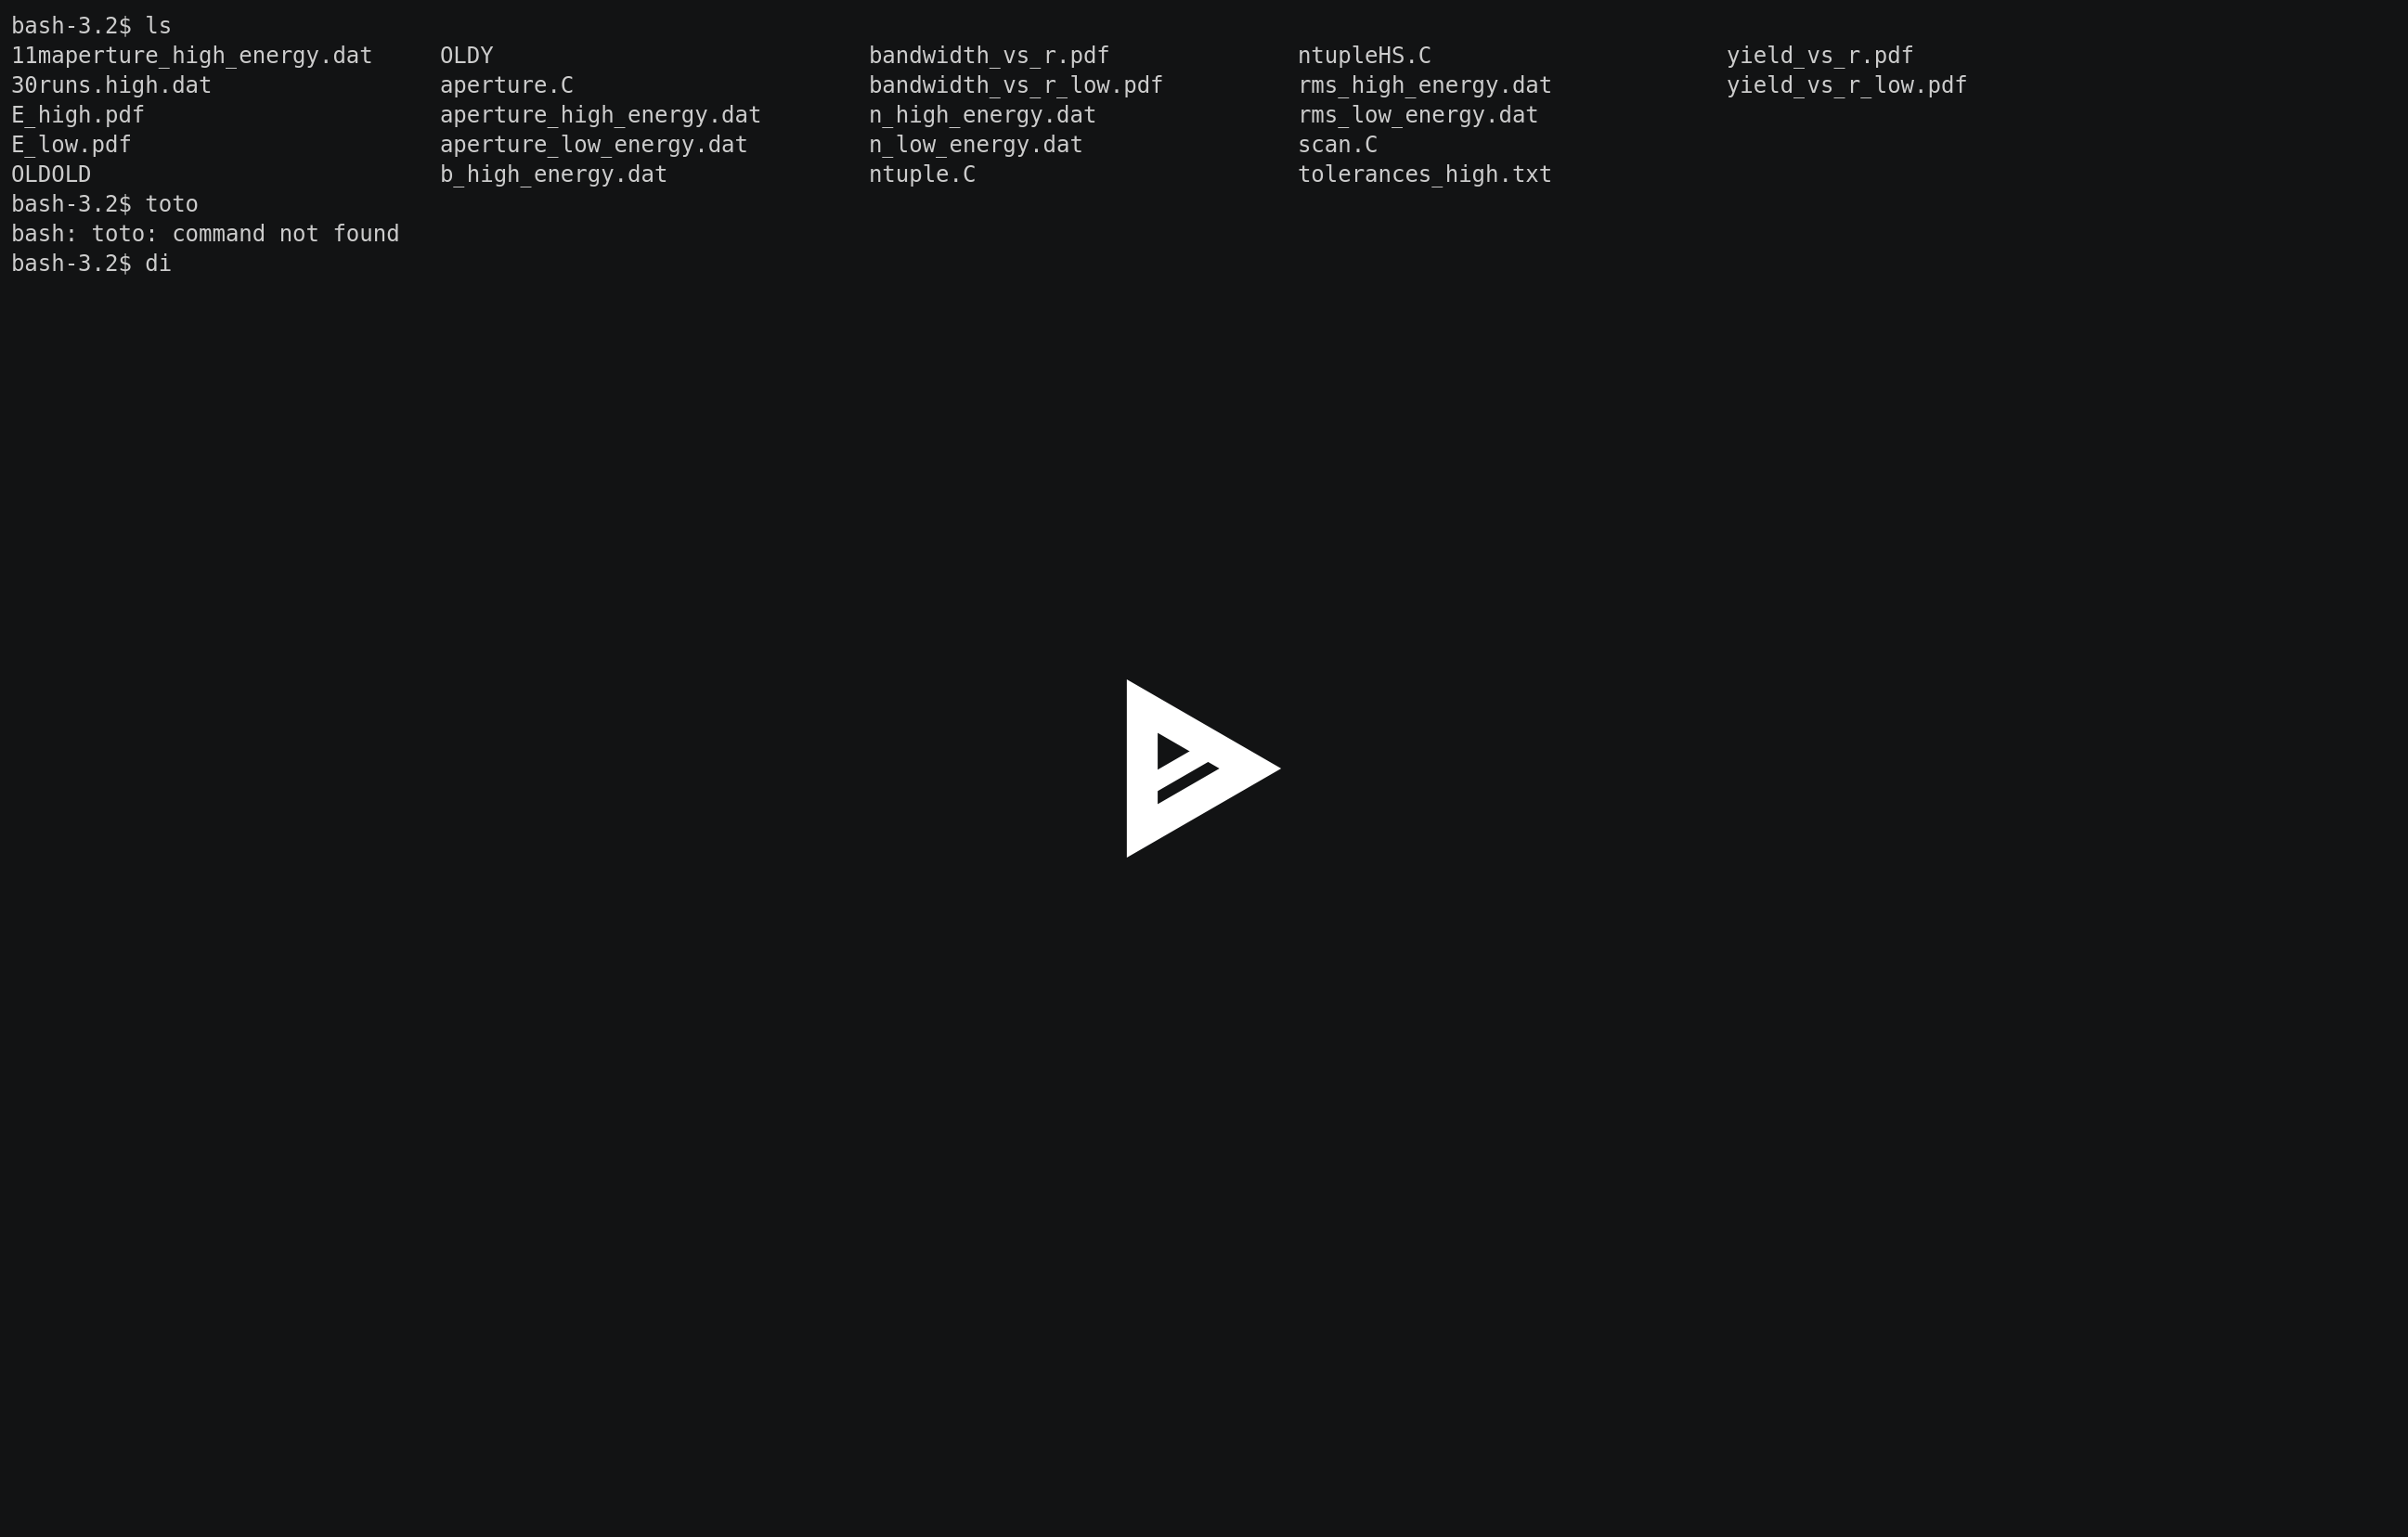 bash-3.2$ ls
11maperture_high_energy.dat     OLDY                            bandwidth_vs_r.pdf              ntupleHS.C                      yield_vs_r.pdf
30runs.high.dat                 aperture.C                      bandwidth_vs_r_low.pdf          rms_high_energy.dat             yield_vs_r_low.pdf
E_high.pdf                      aperture_high_energy.dat        n_high_energy.dat               rms_low_energy.dat
E_low.pdf                       aperture_low_energy.dat         n_low_energy.dat                scan.C
OLDOLD                          b_high_energy.dat               ntuple.C                        tolerances_high.txt
bash-3.2$ toto
bash: toto: command not found
bash-3.2$ di